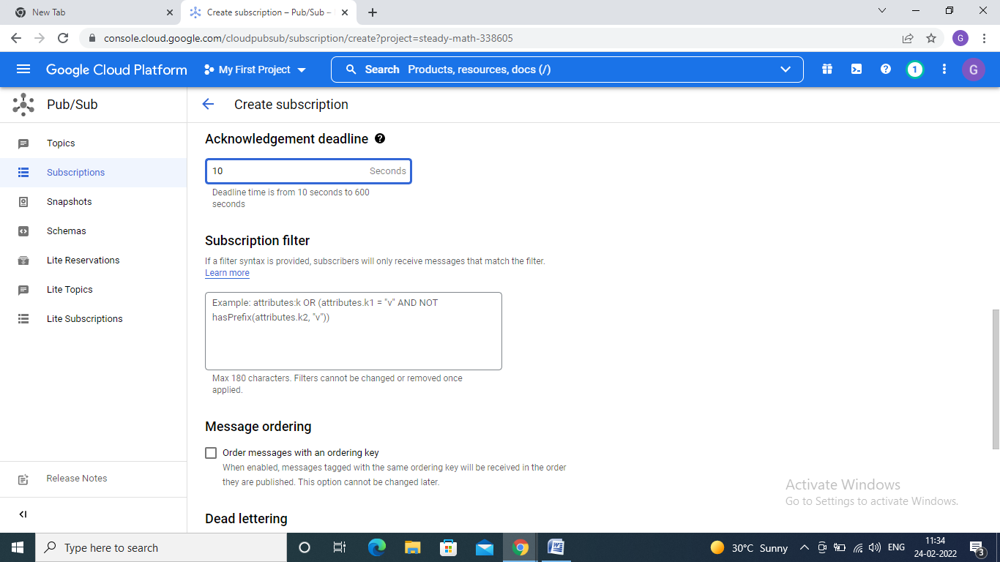 New Tab
Create subscription – Pub/Sub –
console.cloud.google.com/cloudpubsub/subscription/create?project=steady-math-338605
G
Google Cloud Platform
My First Project
Search Products, resources, docs (/)
1
G
Pub/Sub
Create subscription
Topics
Subscriptions
Snapshots
Schemas
Lite Reservations
Lite Topics
Lite Subscriptions
Release Notes
Acknowledgement deadline
10 Seconds
Deadline time is from 10 seconds to 600
seconds
Subscription filter
If a filter syntax is provided, subscribers will only receive messages that match the filter.
Learn more
Example: attributes:k OR (attributes.k1 = "v" AND NOT
hasPrefix(attributes.k2, "v"))
Max 180 characters. Filters cannot be changed or removed once
applied.
Message ordering
Order messages with an ordering key
When enabled, messages tagged with the same ordering key will be received in the order
they are published. This option cannot be changed later.
Dead lettering
Activate Windows
Go to Settings to activate Windows.
Type here to search
30°C Sunny
ENG
11:34
24-02-2022
3